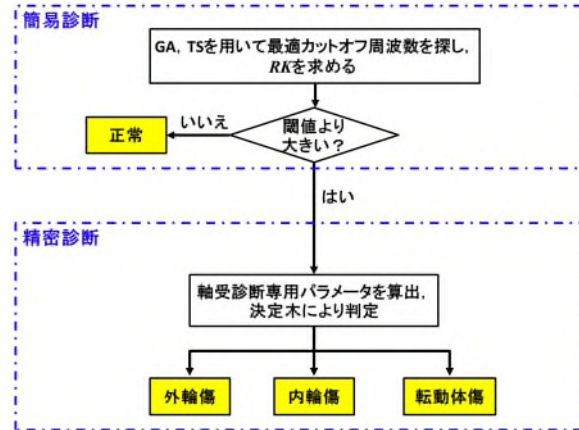 簡易診断
GA, TSを用いて最適カットオフ周波数を探し,
RKを求める
閾値より
大きい？
いいえ
正常
はい
精密診断
軸受診断専用パラメータを算出,
決定木により判定
外輪傷
内輪傷
転動体傷